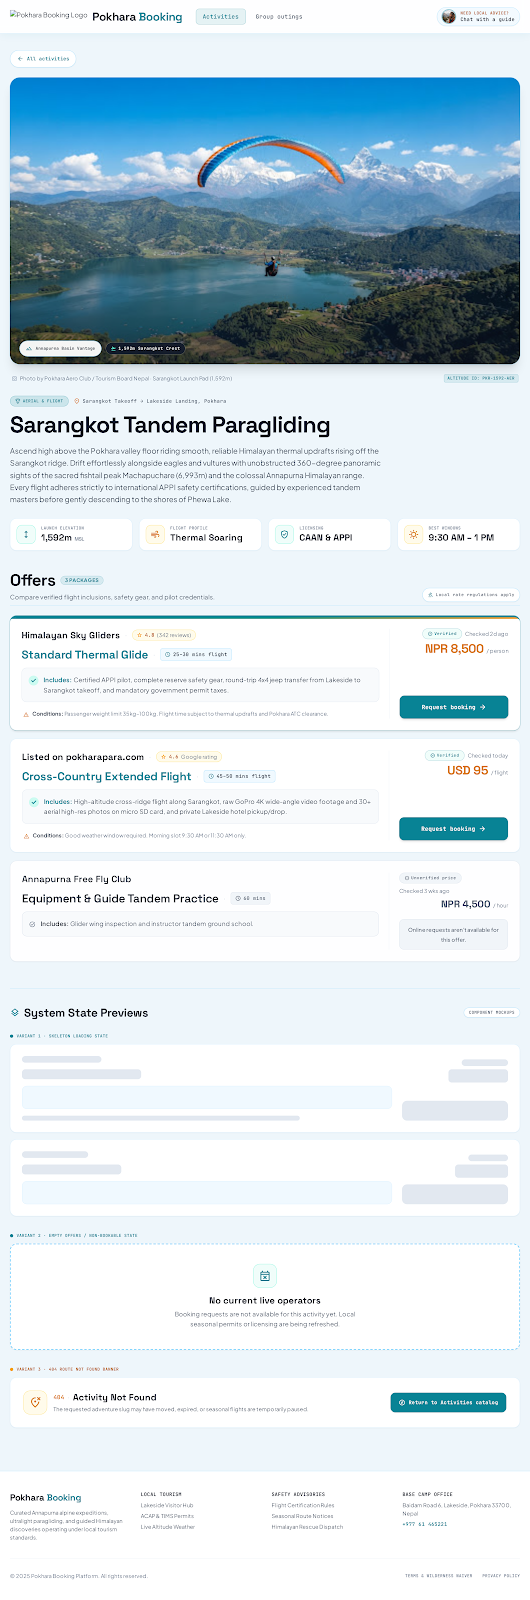 Pokhara Booking Logo
Pokhara Booking
Activities
Group outings
NEED LOCAL ADVICE?
Chat with a guide
← All activities
Annapurna Basin Vantage
1,592m Sarangkot Crest
Photo by Pokhara Aero Club / Tourism Board Nepal · Sarangkot Launch Pad (1,592m)
ALTITUDE ID: PKR-1592-AER
AERIAL & FLIGHT
Sarangkot Takeoff → Lakeside Landing, Pokhara
Sarangkot Tandem Paragliding
Ascend high above the Pokhara valley floor riding smooth, reliable Himalayan thermal updrafts rising off the
Sarangkot ridge. Drift effortlessly alongside eagles and vultures with unobstructed 360-degree panoramic
sights of the sacred fishtail peak Machapuchare (6,993m) and the colossal Annapurna Himalayan range.
Every flight adheres strictly to international APPI safety certifications, guided by experienced tandem
masters before gently descending to the shores of Phewa Lake.
LAUNCH ELEVATION
1,592m MSL
FLIGHT PROFILE
Thermal Soaring
LICENSING
CAAN & APPI
BEST WINDOWS
9:30 AM – 1 PM
Offers
3 PACKAGES
Compare verified flight inclusions, safety gear, and pilot credentials.
Local rate regulations apply
Himalayan Sky Gliders
4.8 (342 reviews)
Standard Thermal Glide
25-30 mins flight
Includes: Certified APPI pilot, complete reserve safety gear, round-trip 4x4 jeep transfer from Lakeside to
Sarangkot takeoff, and mandatory government permit taxes.
Conditions: Passenger weight limit 35kg–100kg. Flight time subject to thermal updrafts and Pokhara ATC clearance.
Verified
Checked 2d ago
NPR 8,500 / person
Request booking →
Listed on pokharapara.com
4.6 Google rating
Cross-Country Extended Flight
45-50 mins flight
Includes: High-altitude cross-ridge flight along Sarangkot, raw GoPro 4K wide-angle video footage and 30+
aerial high-res photos on micro SD card, and private Lakeside hotel pickup/drop.
Conditions: Good weather window required. Morning slot 9:30 AM or 11:30 AM only.
Verified
Checked today
USD 95 / flight
Request booking →
Annapurna Free Fly Club
Equipment & Guide Tandem Practice
60 mins
Includes: Glider wing inspection and instructor tandem ground school.
Unverified price
Checked 3 wks ago
NPR 4,500 / hour
Online requests aren't available for
this offer.
System State Previews
COMPONENT MOCKUPS
VARIANT 1 · SKELETON LOADING STATE
VARIANT 2 · EMPTY OFFERS / NON-BOOKABLE STATE
No current live operators
Booking requests are not available for this activity yet. Local
seasonal permits or licensing are being refreshed.
VARIANT 3 · 404 ROUTE NOT FOUND BANNER
404 Activity Not Found
The requested adventure slug may have moved, expired, or seasonal flights are temporarily paused.
Return to Activities catalog
Pokhara Booking
Curated Annapurna alpine expeditions,
ultralight paragliding, and guided Himalayan
discoveries operating under local tourism
standards.
LOCAL TOURISM
Lakeside Visitor Hub
ACAP & TIMS Permits
Live Altitude Weather
SAFETY ADVISORIES
Flight Certification Rules
Seasonal Route Notices
Himalayan Rescue Dispatch
BASE CAMP OFFICE
Baidam Road 6, Lakeside, Pokhara 33700,
Nepal
+977 61 465221
© 2025 Pokhara Booking Platform. All rights reserved.
TERMS & WILDERNESS WAIVER
PRIVACY POLICY